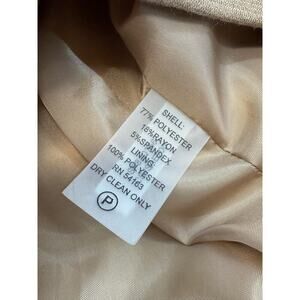 SHELL:
77% POLYESTER
18%RAYON
5%SPANDEX
LINING:
100% POLYESTER
RN 54163
DRY CLEAN ONLY
P